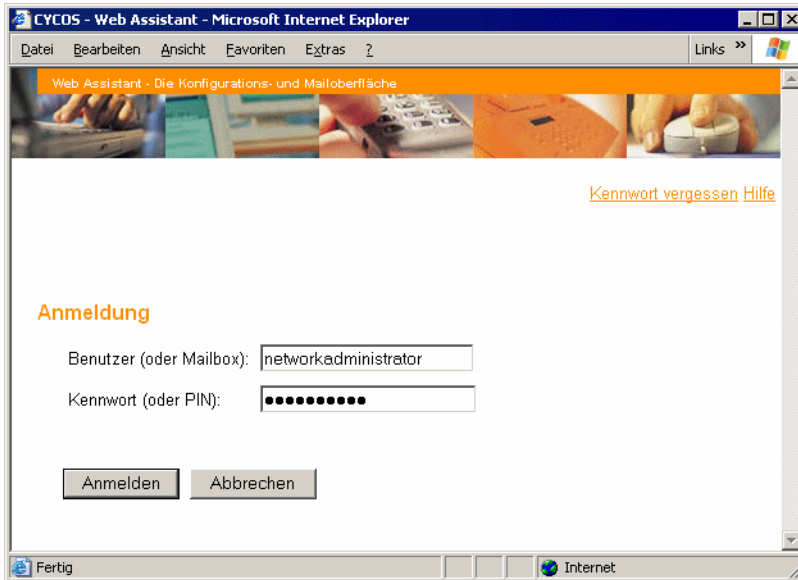 CYCOS - Web Assistant - Microsoft Internet Explorer
Datei Bearbeiten Ansicht Favoriten Extras ? Links »
Web Assistant - Die Konfigurations- und Mailoberfläche
Kennwort vergessen Hilfe
Anmeldung
Benutzer (oder Mailbox): networkadministrator
Kennwort (oder PIN): ●●●●●●●●●●
Anmelden Abbrechen
Fertig Internet